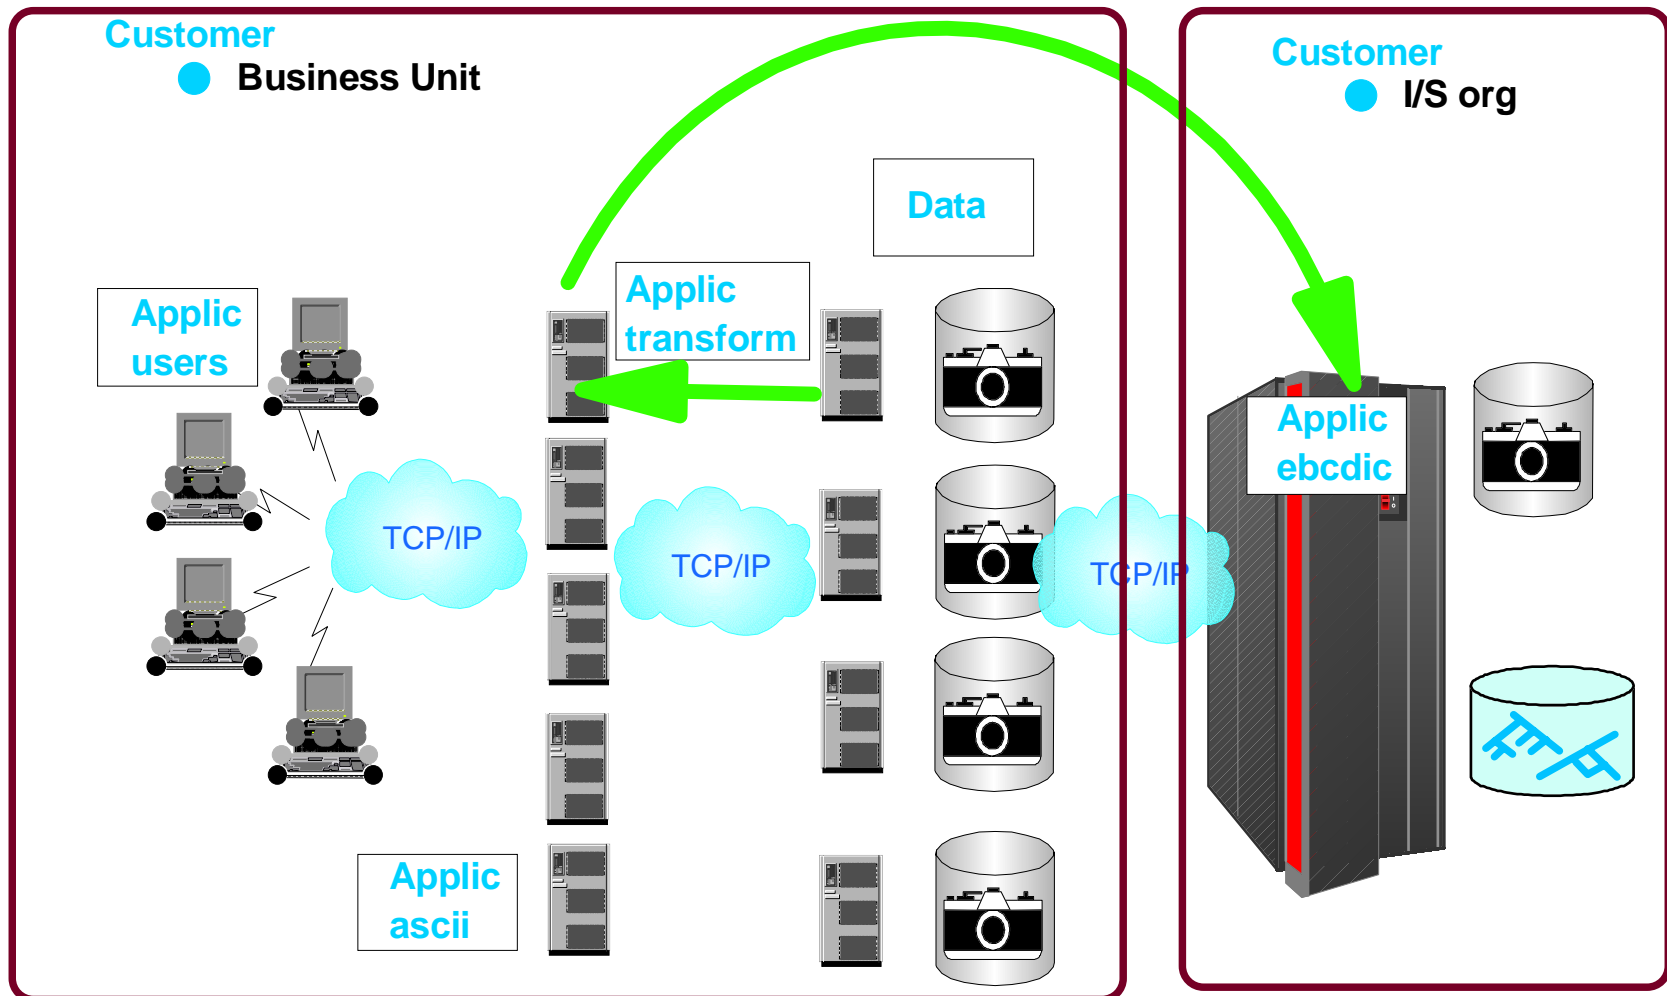 Customer
Business Unit
Customer
I/S org
Data
Applic
transform
Applic
users
Applic
ebcdic
TCP/IP
TCP/IP
TCP/IP
Applic
ascii